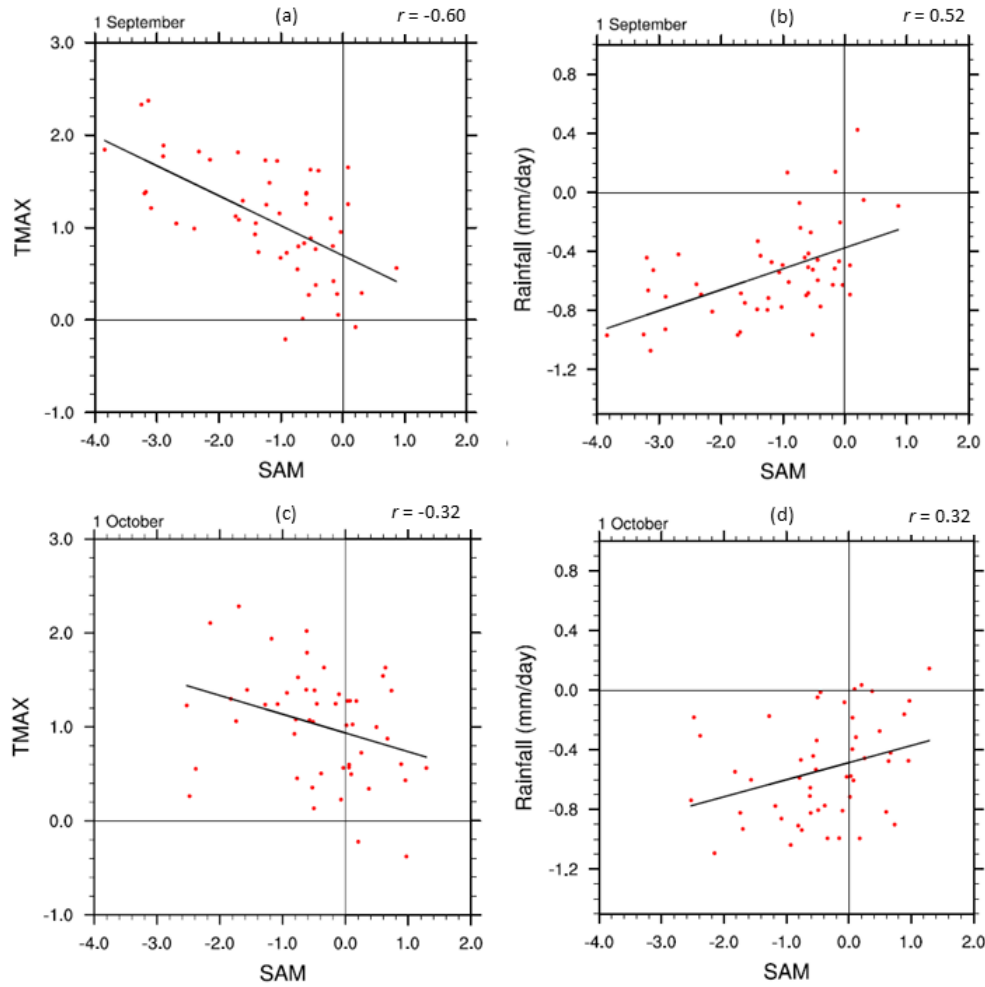 1 September (a) r = -0.60
3.0
2.0
1.0
0.0
-1.0
TMAX
-4.0 -3.0 -2.0 -1.0 0.0 1.0 2.0
SAM
1 September (b) r = 0.52
0.8
0.4
0.0
-0.4
-0.8
-1.2
Rainfall (mm/day)
-4.0 -3.0 -2.0 -1.0 0.0 1.0 2.0
SAM
1 October (c) r = -0.32
3.0
2.0
1.0
0.0
-1.0
TMAX
-4.0 -3.0 -2.0 -1.0 0.0 1.0 2.0
SAM
1 October (d) r = 0.32
0.8
0.4
0.0
-0.4
-0.8
-1.2
Rainfall (mm/day)
-4.0 -3.0 -2.0 -1.0 0.0 1.0 2.0
SAM